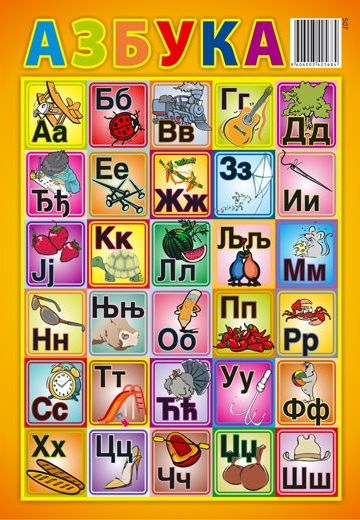 АЗБУКА
507
Аа Бб Вв Гг Дд
Ђђ Ее Жж Зз Ии
Јј Кк Лл Љљ Мм
Нн Њњ Оо Пп Рр
Сс Тт Ћћ Уу Фф
Хх Цц Чч Џџ Шш